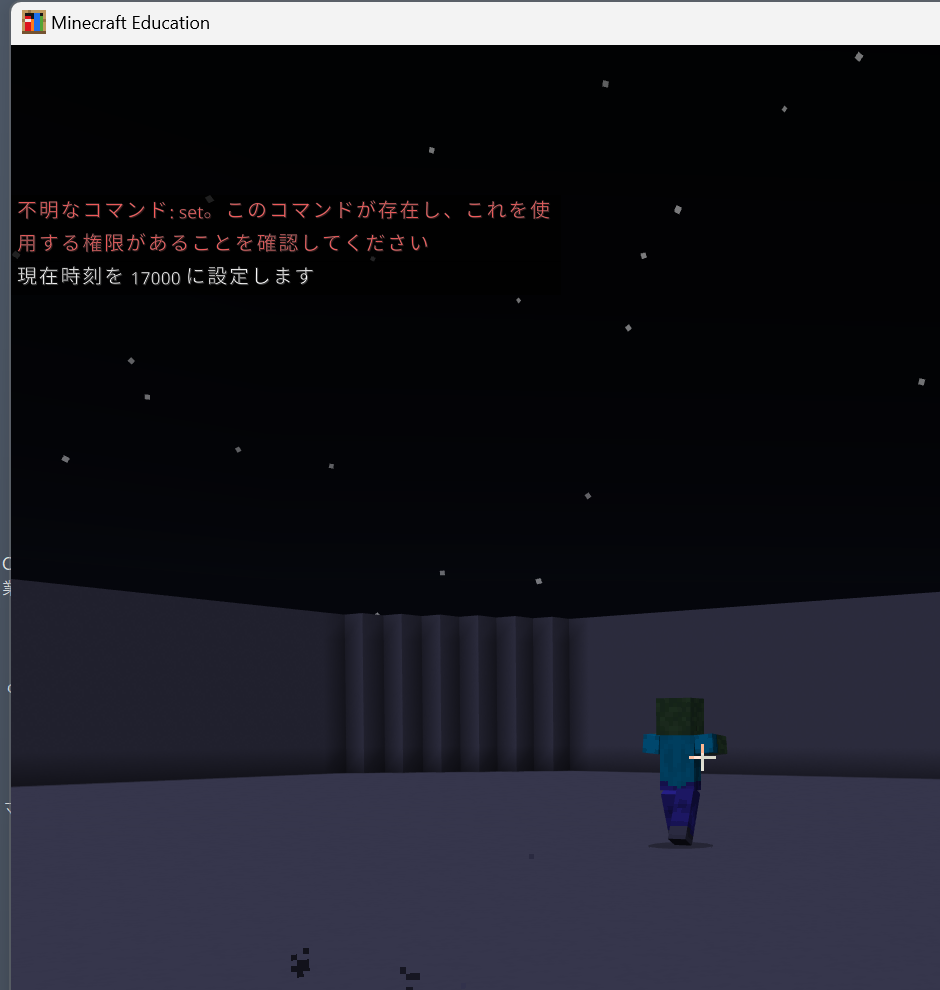 Minecraft Education
不明なコマンド: set。このコマンドが存在し、これを使
用する権限があることを確認してください
現在時刻を 17000 に設定します